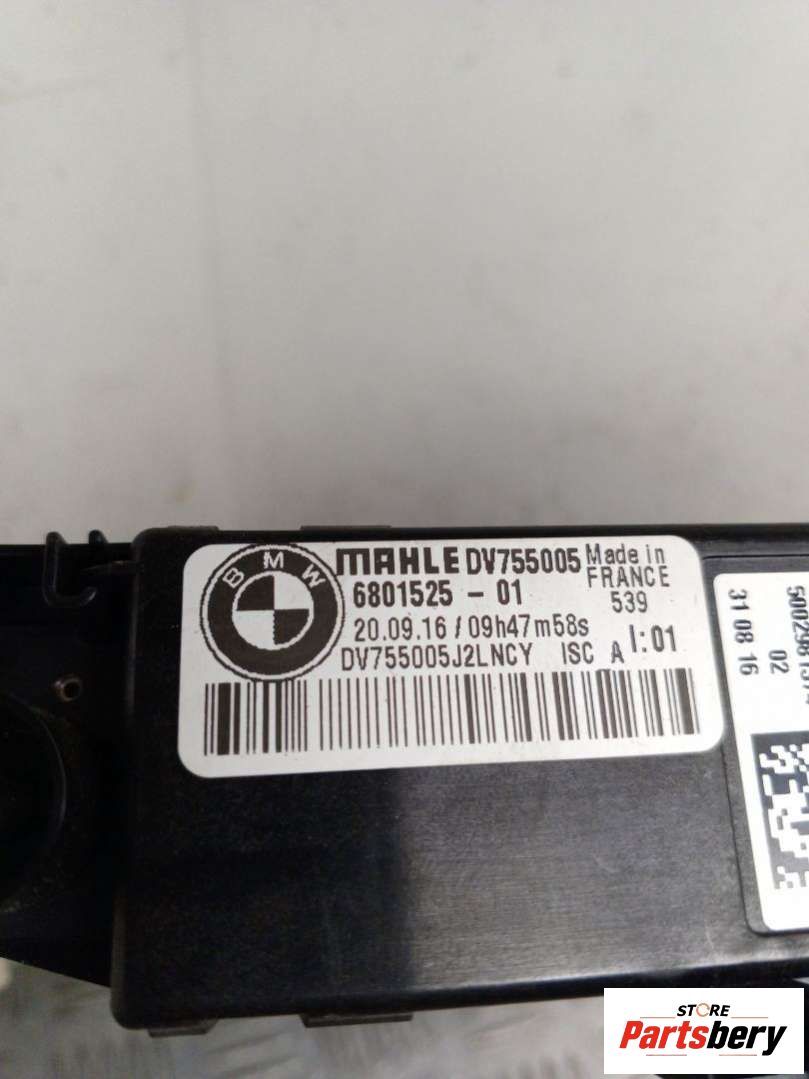 BMW
MAHLE DV755005 Made in
FRANCE
6801525 - 01 539
20.09.16 / 09h47m58s
DV755005J2LNCY ISC A I:01
02
31 08 16
STORE
Partsbery